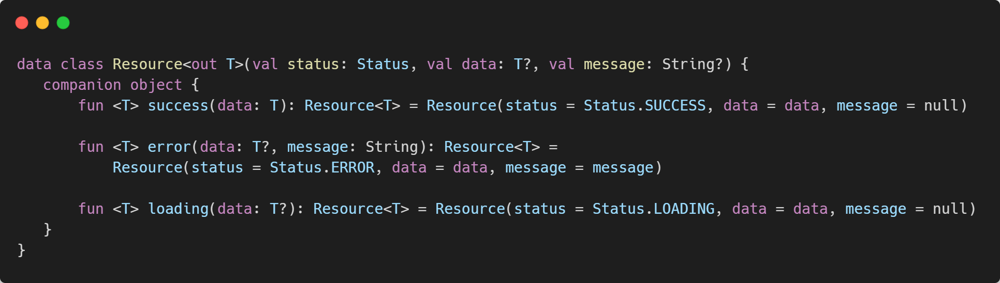 data class Resource<out T>(val status: Status, val data: T?, val message: String?) {
companion object {
fun <T> success(data: T): Resource<T> = Resource(status = Status.SUCCESS, data = data, message = null)
fun <T> error(data: T?, message: String): Resource<T> =
Resource(status = Status.ERROR, data = data, message = message)
fun <T> loading(data: T?): Resource<T> = Resource(status = Status.LOADING, data = data, message = null)
}
}